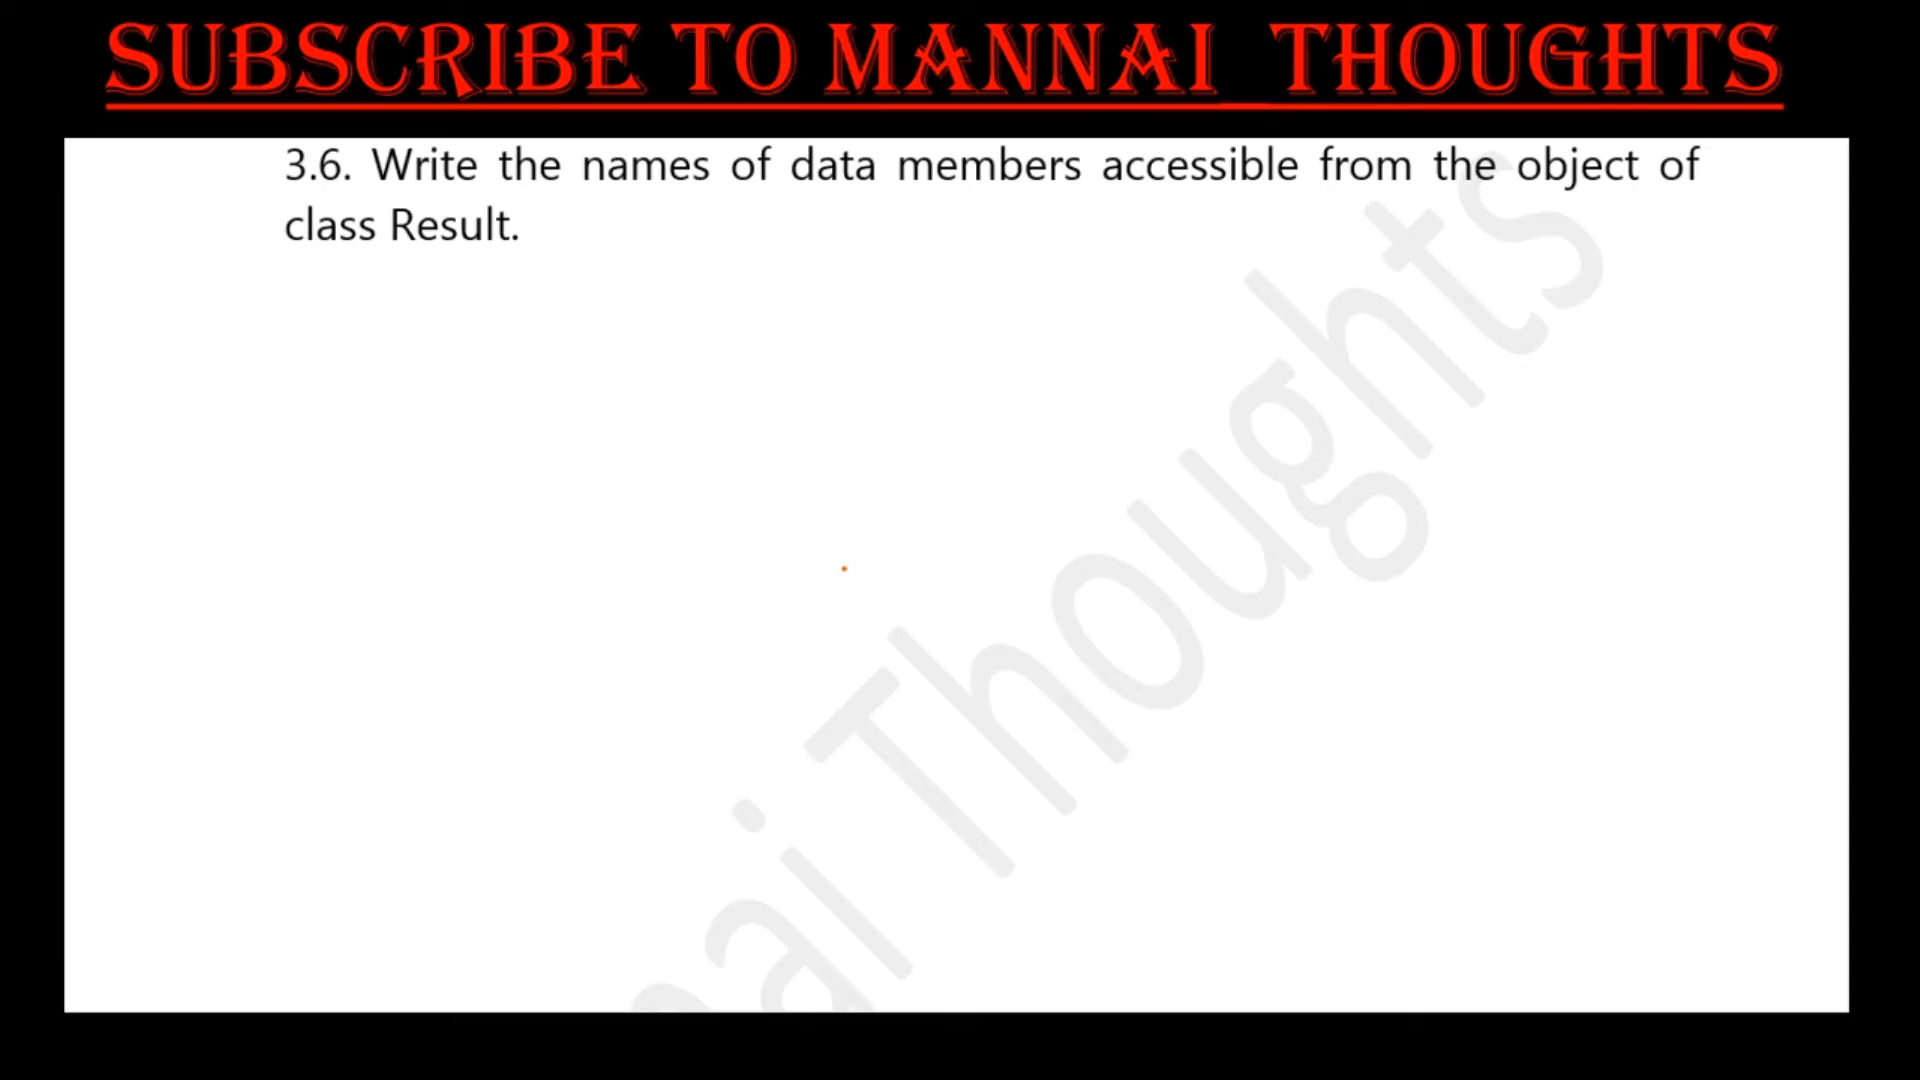 SUBSCRIBE TO MANNAI THOUGHTS
3.6. Write the names of data members accessible from the object of
class Result.
nai Thoughts